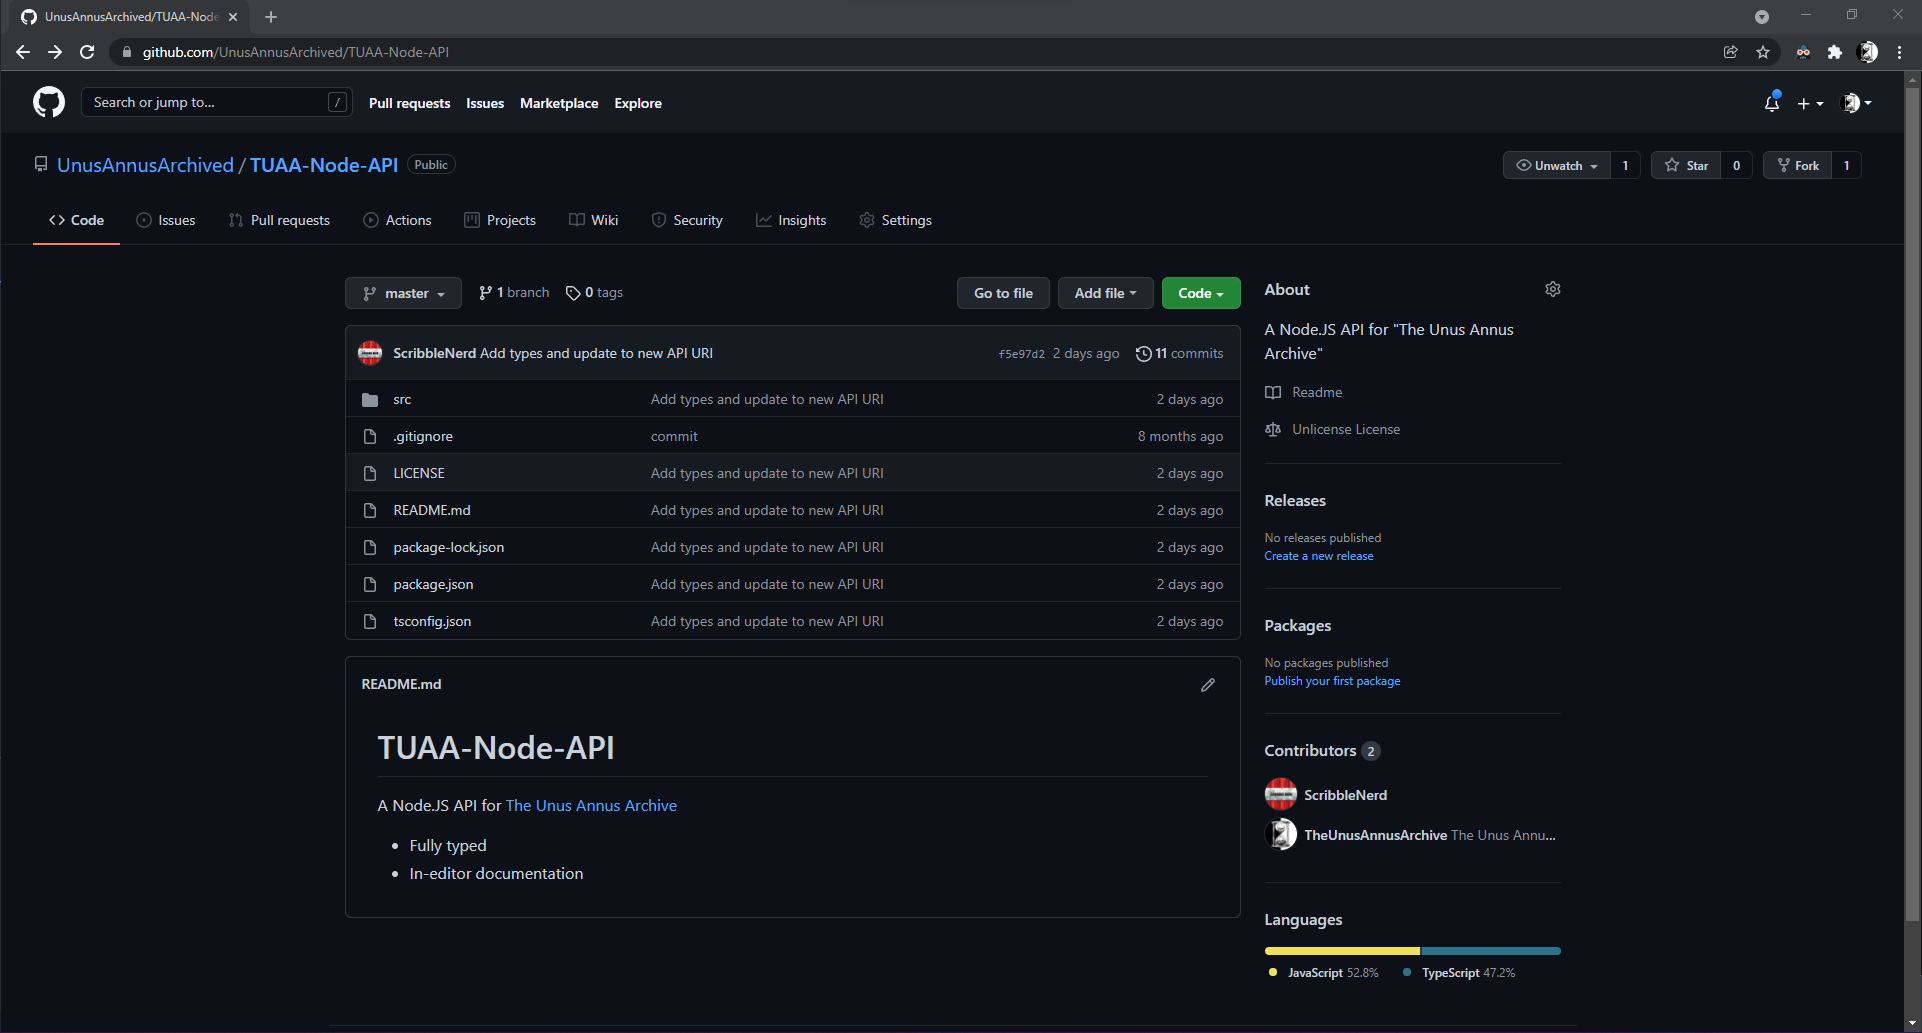 UnusAnnusArchived/TUAA-Node
github.com/UnusAnnusArchived/TUAA-Node-API
Search or jump to... /
Pull requests Issues Marketplace Explore
UnusAnnusArchived / TUAA-Node-API Public
Unwatch 1 Star 0 Fork 1
Code Issues Pull requests Actions Projects Wiki Security Insights Settings
master 1 branch 0 tags Go to file Add file Code
ScribbleNerd Add types and update to new API URI f5e97d2 2 days ago 11 commits
src Add types and update to new API URI 2 days ago
.gitignore commit 8 months ago
LICENSE Add types and update to new API URI 2 days ago
README.md Add types and update to new API URI 2 days ago
package-lock.json Add types and update to new API URI 2 days ago
package.json Add types and update to new API URI 2 days ago
tsconfig.json Add types and update to new API URI 2 days ago
README.md
TUAA-Node-API
A Node.JS API for The Unus Annus Archive
Fully typed
In-editor documentation
About
A Node.JS API for "The Unus Annus
Archive"
Readme
Unlicense License
Releases
No releases published
Create a new release
Packages
No packages published
Publish your first package
Contributors 2
ScribbleNerd
TheUnusAnnusArchive The Unus Annu...
Languages
JavaScript 52.8% TypeScript 47.2%